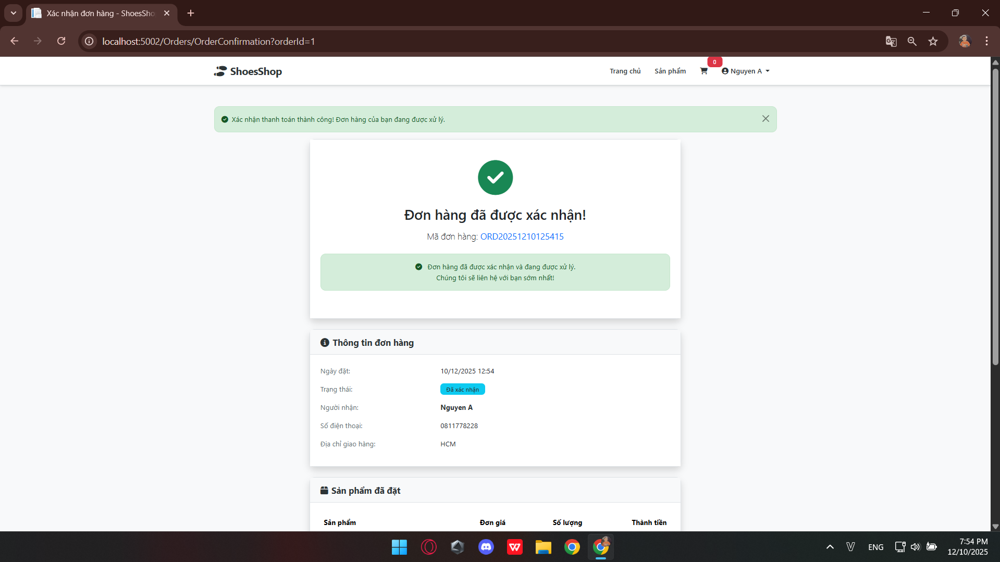 Xác nhận đơn hàng - ShoesSho
localhost:5002/Orders/OrderConfirmation?orderId=1
ShoesShop
Trang chủ
Sản phẩm
0
Nguyen A
Xác nhận thanh toán thành công! Đơn hàng của bạn đang được xử lý.
Đơn hàng đã được xác nhận!
Mã đơn hàng: ORD20251210125415
Đơn hàng đã được xác nhận và đang được xử lý.
Chúng tôi sẽ liên hệ với bạn sớm nhất!
Thông tin đơn hàng
Ngày đặt: 10/12/2025 12:54
Trạng thái: Đã xác nhận
Người nhận: Nguyen A
Số điện thoại: 0811778228
Địa chỉ giao hàng: HCM
Sản phẩm đã đặt
Sản phẩm Đơn giá Số lượng Thành tiền
ENG
7:54 PM
12/10/2025